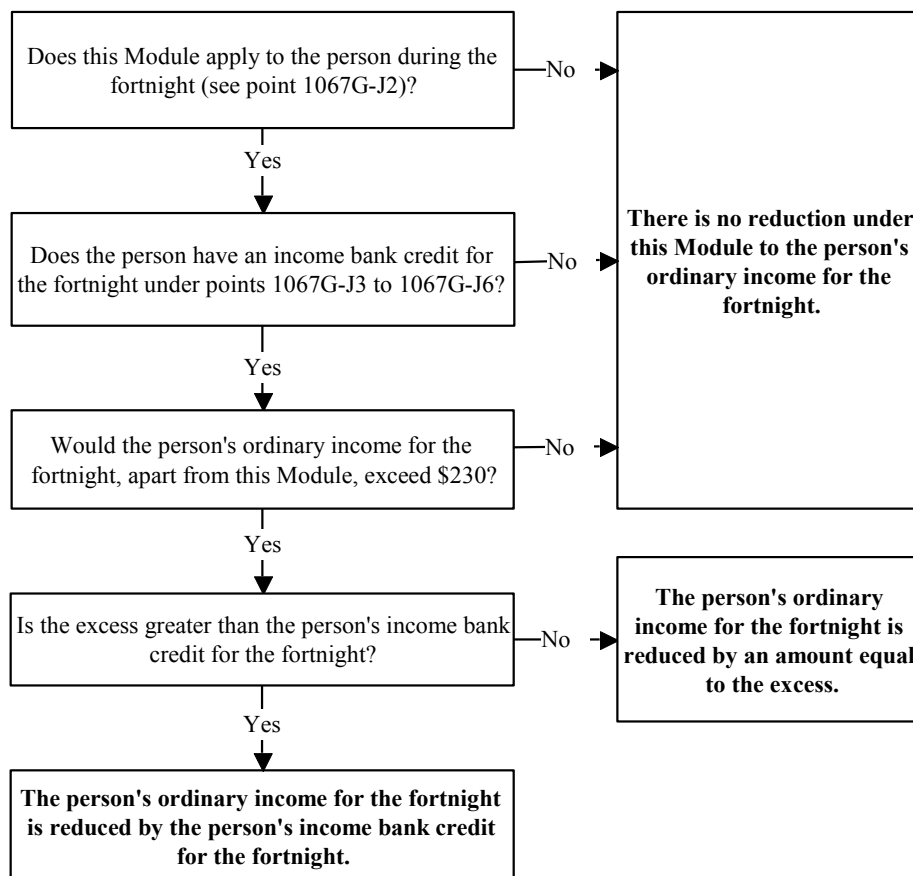 Does this Module apply to the person during the
fortnight (see point 1067G-J2)?
No
Yes
There is no reduction under
this Module to the person's
ordinary income for the
fortnight.
Does the person have an income bank credit for
the fortnight under points 1067G-J3 to 1067G-J6?
No
Yes
Would the person's ordinary income for the
fortnight, apart from this Module, exceed $230?
No
Yes
Is the excess greater than the person's income bank
credit for the fortnight?
No
The person's ordinary
income for the fortnight is
reduced by an amount equal
to the excess.
Yes
The person's ordinary income for the fortnight
is reduced by the person's income bank credit
for the fortnight.